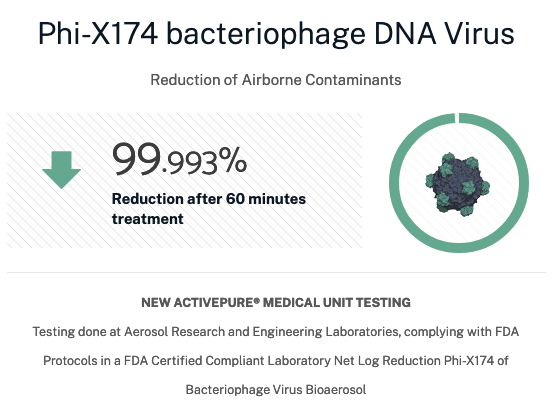 Phi-X174 bacteriophage DNA Virus
Reduction of Airborne Contaminants
99.993%
Reduction after 60 minutes
treatment
NEW ACTIVEPURE® MEDICAL UNIT TESTING
Testing done at Aerosol Research and Engineering Laboratories, complying with FDA
Protocols in a FDA Certified Compliant Laboratory Net Log Reduction Phi-X174 of
Bacteriophage Virus Bioaerosol